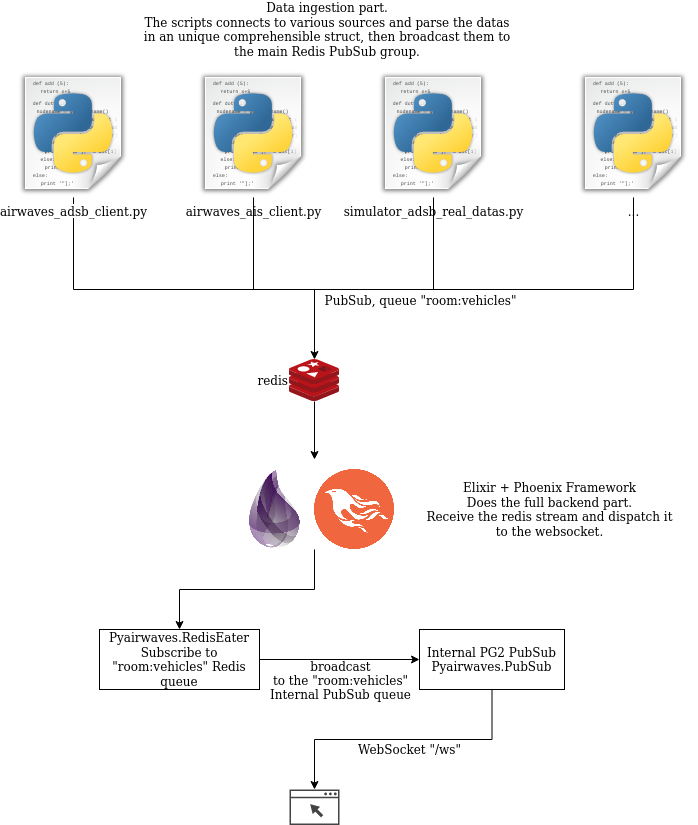 Data ingestion part.
The scripts connects to various sources and parse the datas
in an unique comprehensible struct, then broadcast them to
the main Redis PubSub group.
airwaves_adsb_client.py
airwaves_ais_client.py
simulator_adsb_real_datas.py
...
PubSub, queue "room:vehicles"
redis
Elixir + Phoenix Framework
Does the full backend part.
Receive the redis stream and dispatch it
to the websocket.
Pyairwaves.RedisEater
Subscribe to
"room:vehicles" Redis
queue
broadcast
to the "room:vehicles"
Internal PubSub queue
Internal PG2 PubSub
Pyairwaves.PubSub
WebSocket "/ws"